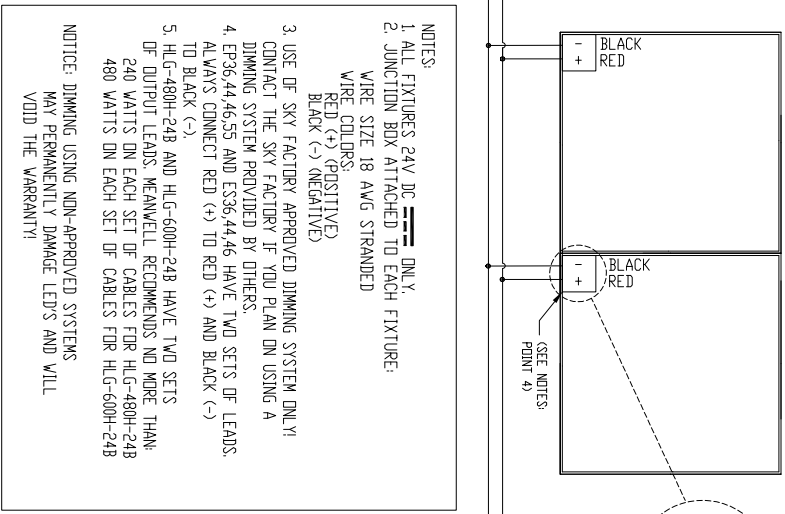 NOTES:
1. ALL FIXTURES 24V DC ONLY.
2. JUNCTION BOX ATTACHED TO EACH FIXTURE:
WIRE SIZE 18 AWG STRANDED
WIRE COLORS:
RED (+) (POSITIVE)
BLACK (-) (NEGATIVE)
3. USE OF SKY FACTORY APPROVED DIMMING SYSTEM ONLY!
CONTACT THE SKY FACTORY IF YOU PLAN ON USING A
DIMMING SYSTEM PROVIDED BY OTHERS.
4. EP36,44,46,55 AND ES36,44,46 HAVE TWO SETS OF LEADS.
ALWAYS CONNECT RED (+) TO RED (+) AND BLACK (-)
TO BLACK (-).
5. HLG-480H-24B AND HLG-600H-24B HAVE TWO SETS
OF OUTPUT LEADS. MEANWELL RECOMMENDS NO MORE THAN:
240 WATTS ON EACH SET OF CABLES FOR HLG-480H-24B
480 WATTS ON EACH SET OF CABLES FOR HLG-600H-24B
NOTICE: DIMMING USING NON-APPROVED SYSTEMS
MAY PERMANENTLY DAMAGE LED'S AND WILL
VOID THE WARRANTY!
- BLACK
+ RED
- BLACK
+ RED
(SEE NOTES:
POINT 4)